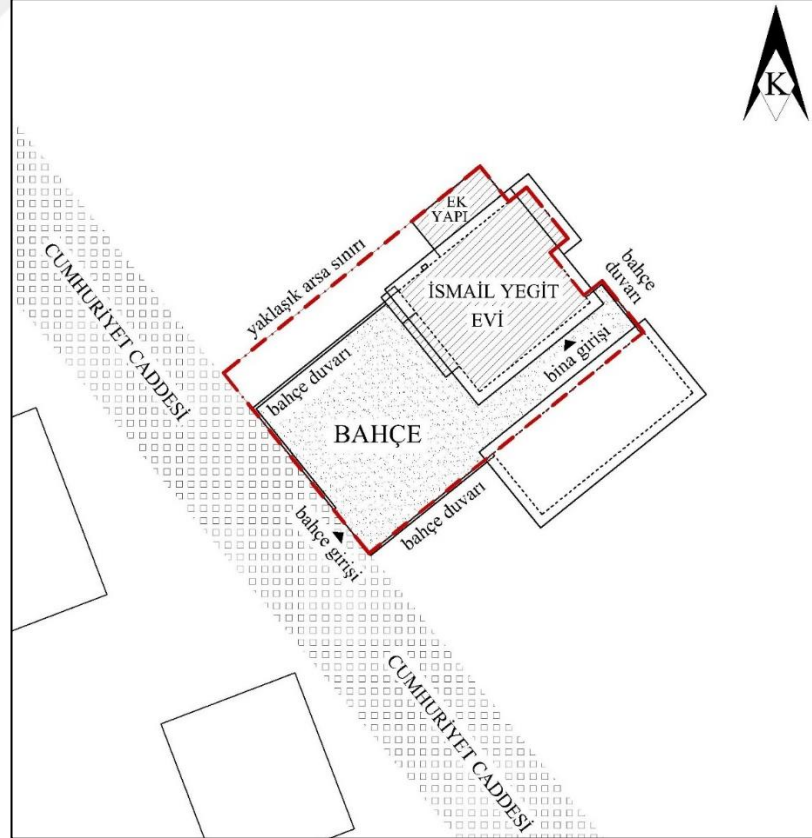 K
EK
YAPI
yaklaşık arsa sınırı
bahçe
duvarı
CUMHURİYET CADDESİ
İSMAİL YEGİT
EVİ
bina girişi
bahçe duvarı
BAHÇE
bahçe duvarı
bahçe girişi
CUMHURİYET CADDESİ